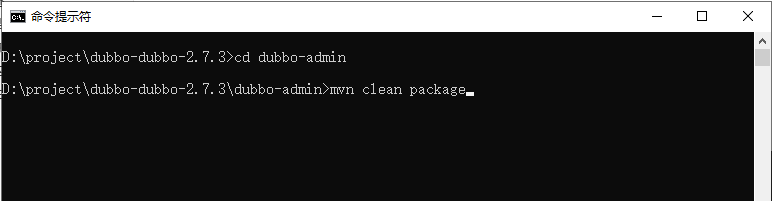 命令提示符
D:\project\dubbo-dubbo-2.7.3>cd dubbo-admin
D:\project\dubbo-dubbo-2.7.3\dubbo-admin>mvn clean package